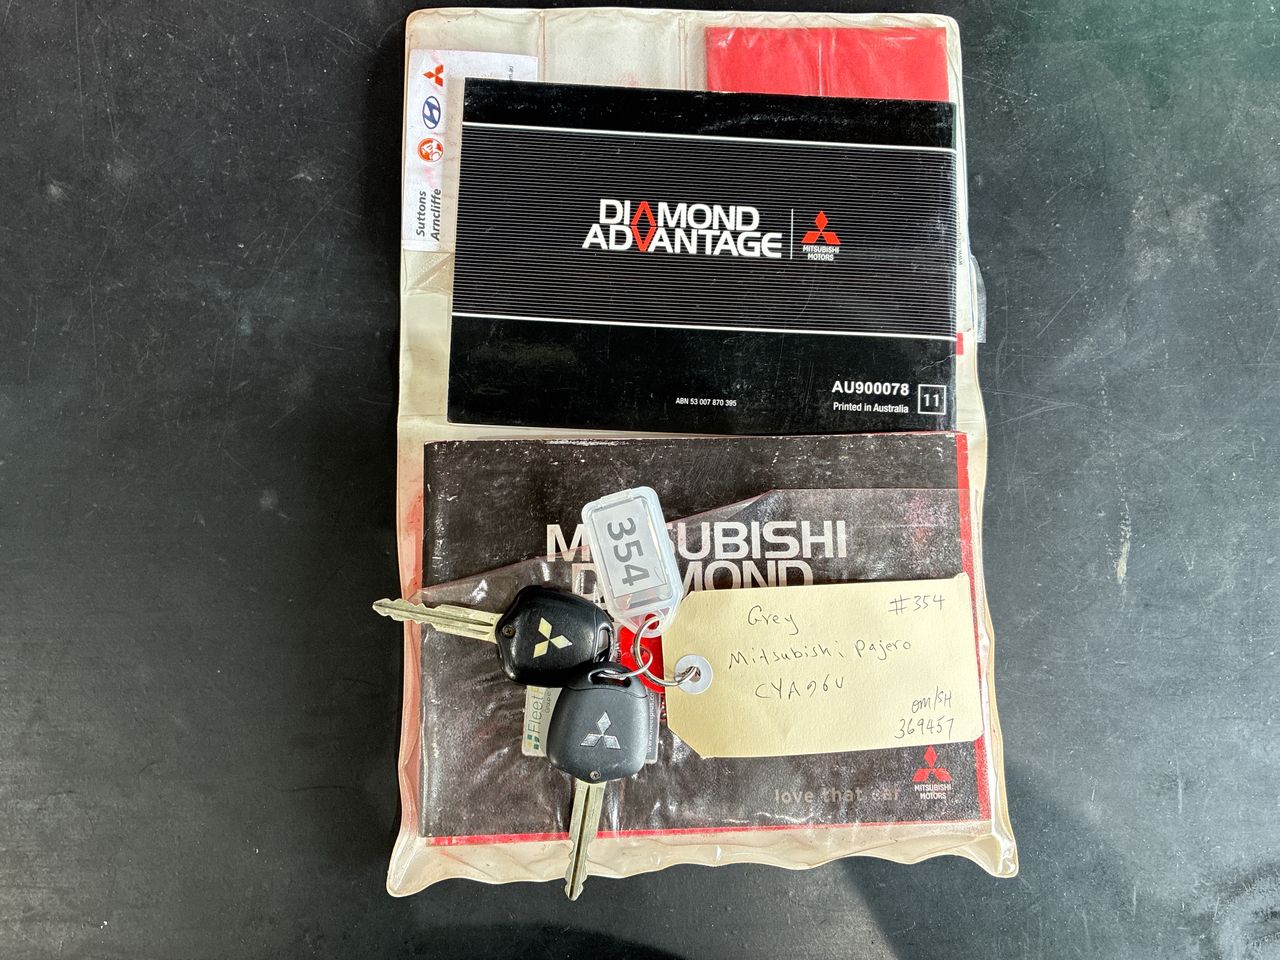 Suttons
Arncliffe
DIAMOND
ADVANTAGE
MITSUBISHI
MOTORS
AU900078
11
ABN 53 007 870 395
Printed in Australia
MITSUBISHI
DIAMOND
354
Grey
#354
Mitsubishi Pajero
CYA96U
om/SH
369457
Fleet
love that car
MITSUBISHI
MOTORS